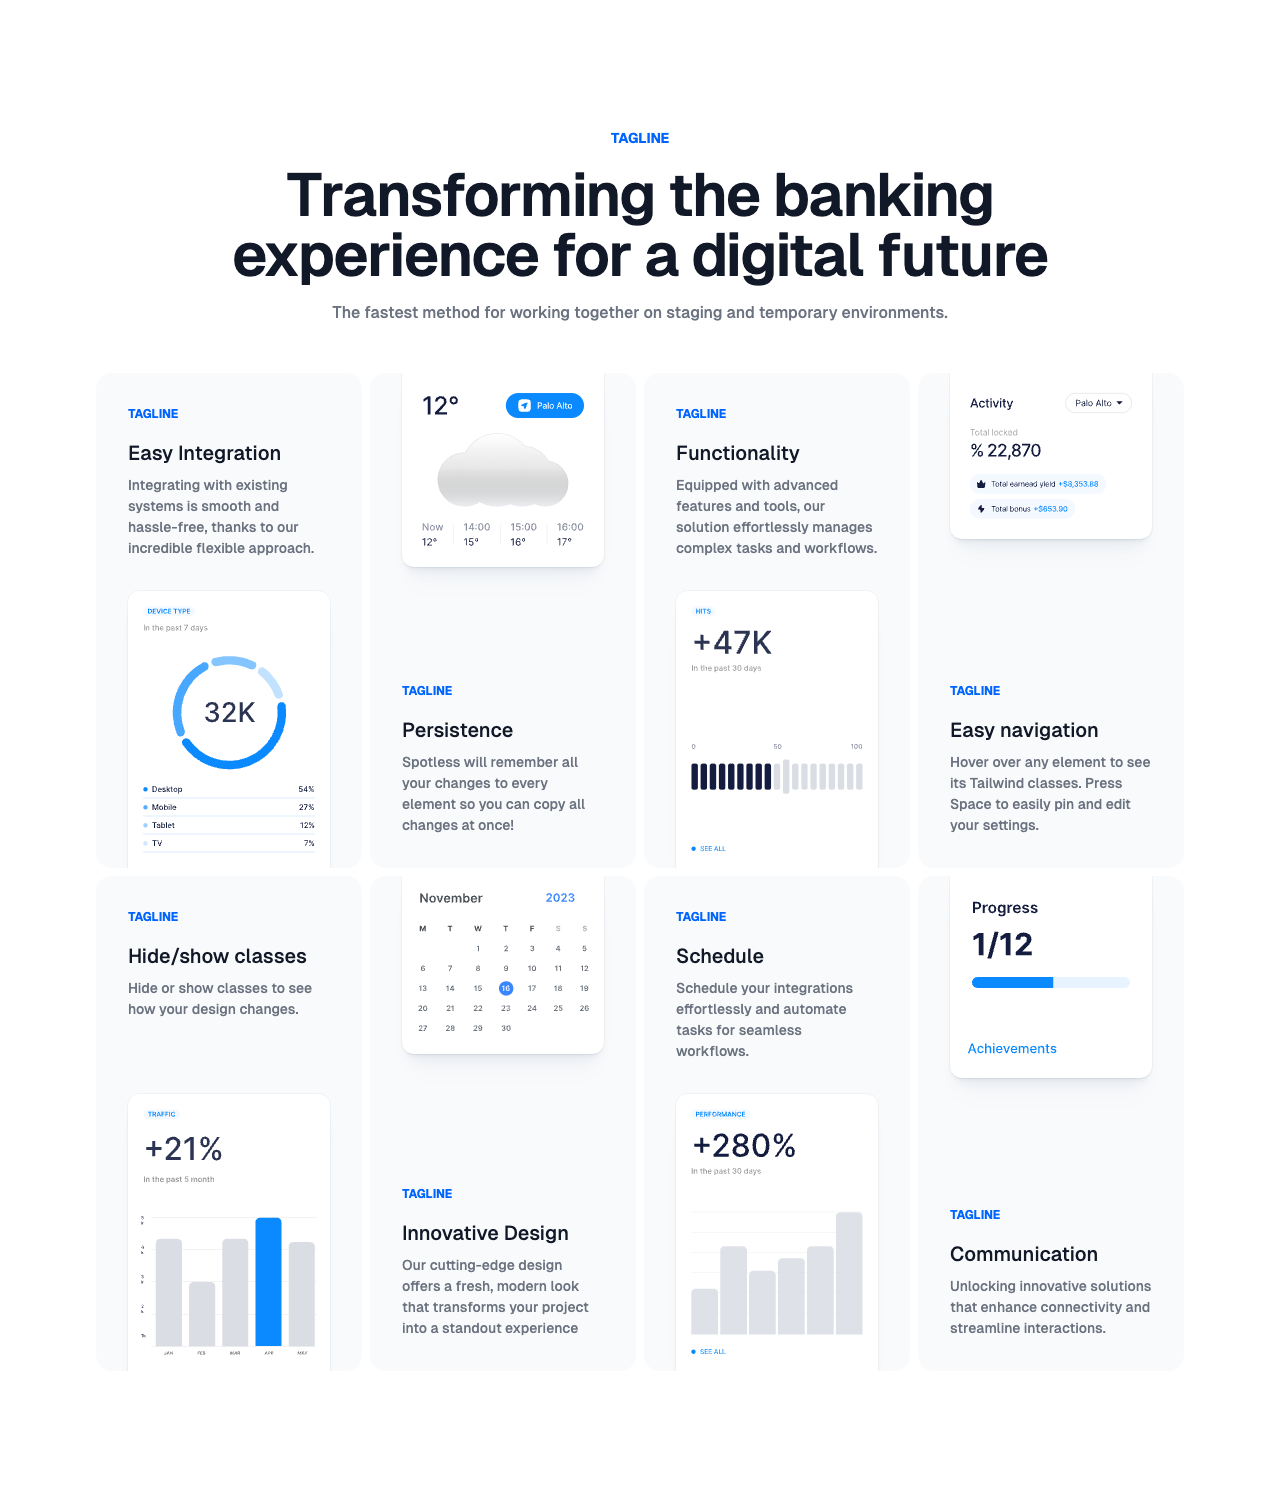 TAGLINE
Transforming the banking
experience for a digital future
The fastest method for working together on staging and temporary environments.
TAGLINE
Easy Integration
Integrating with existing
systems is smooth and
hassle-free, thanks to our
incredible flexible approach.
DEVICE TYPE
In the past 7 days
32K
Desktop 54%
Mobile 27%
Tablet 12%
TV 7%
12°
Palo Alto
Now 14:00 15:00 16:00
12° 15° 16° 17°
TAGLINE
Persistence
Spotless will remember all
your changes to every
element so you can copy all
changes at once!
TAGLINE
Functionality
Equipped with advanced
features and tools, our
solution effortlessly manages
complex tasks and workflows.
HITS
+47K
In the past 30 days
0 50 100
SEE ALL
Activity
Palo Alto
Total locked
% 22,870
Total earnead yield +$8,353.68
Total bonus +$653.90
TAGLINE
Easy navigation
Hover over any element to see
its Tailwind classes. Press
Space to easily pin and edit
your settings.
TAGLINE
Hide/show classes
Hide or show classes to see
how your design changes.
TRAFFIC
+21%
In the past 5 month
JAN FEB MAR APR MAY
November 2023
M T W T F S S
1 2 3 4 5
6 7 8 9 10 11 12
13 14 15 16 17 18 19
20 21 22 23 24 25 26
27 28 29 30
TAGLINE
Innovative Design
Our cutting-edge design
offers a fresh, modern look
that transforms your project
into a standout experience
TAGLINE
Schedule
Schedule your integrations
effortlessly and automate
tasks for seamless
workflows.
PERFORMANCE
+280%
In the past 30 days
SEE ALL
Progress
1/12
Achievements
TAGLINE
Communication
Unlocking innovative solutions
that enhance connectivity and
streamline interactions.